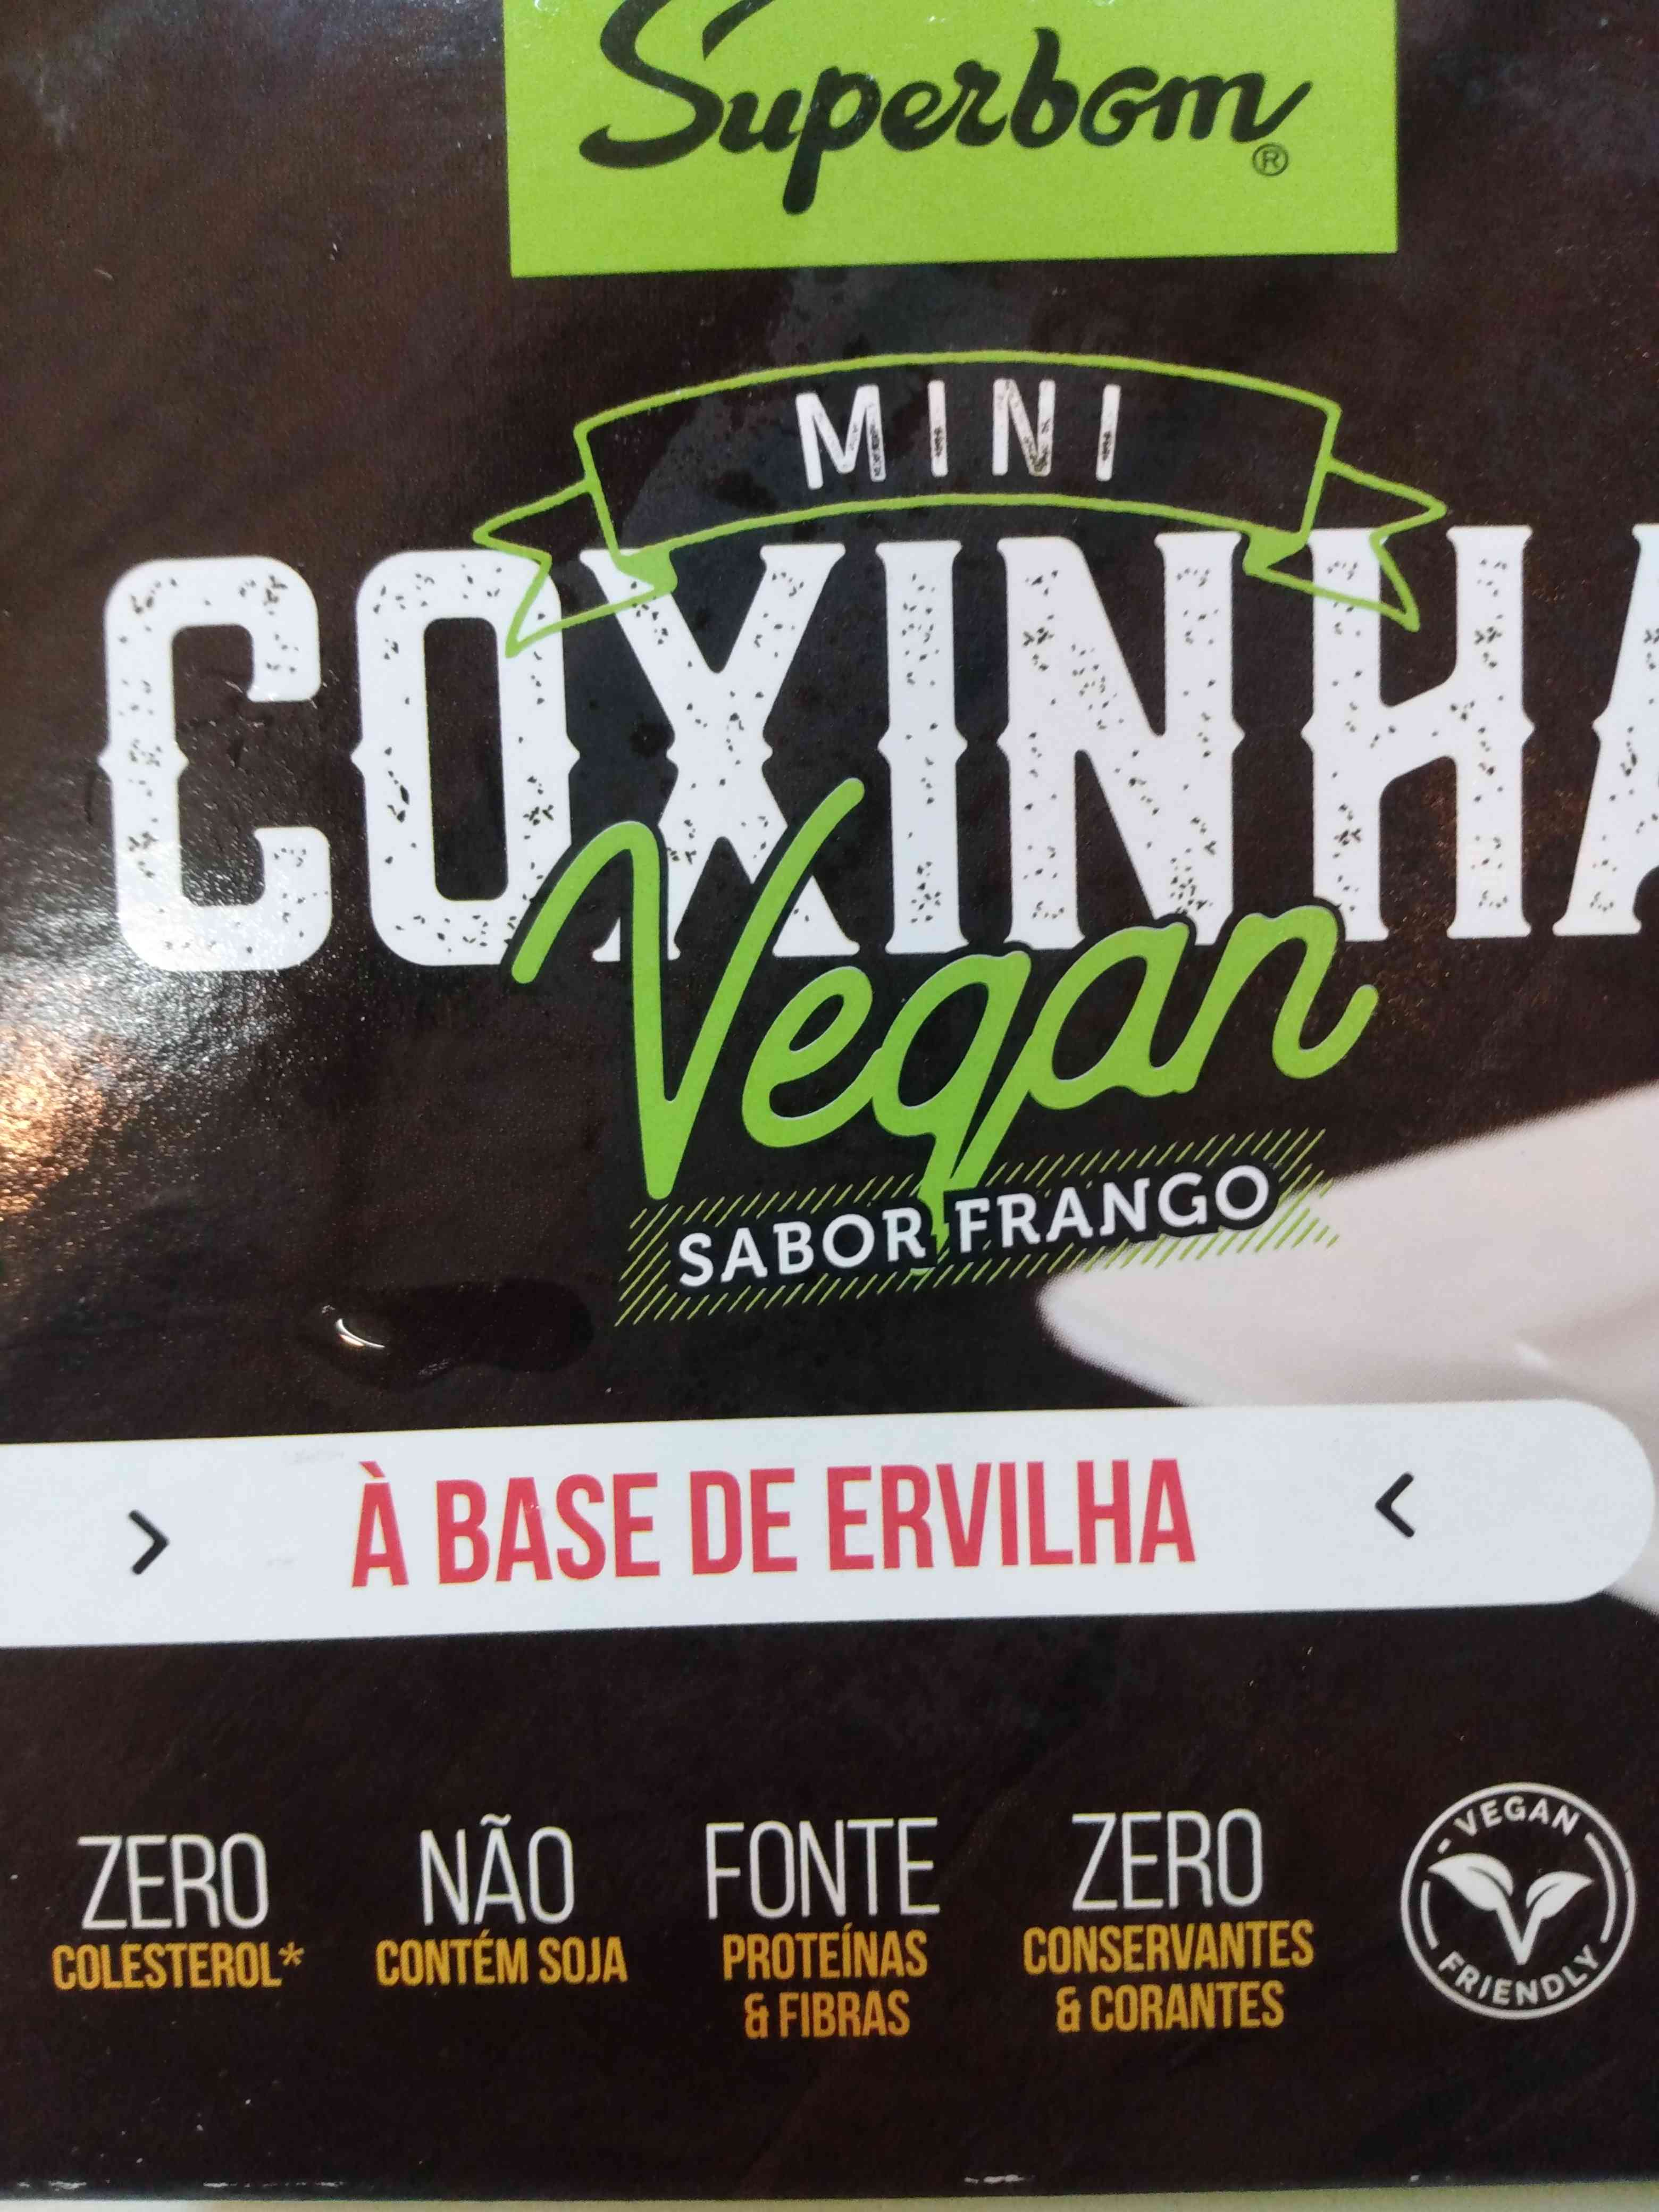 Superbom®
MINI
COXINHA
Vegan
SABOR FRANGO
> À BASE DE ERVILHA <
ZERO
COLESTEROL*
NÃO
CONTÉM SOJA
FONTE
PROTEÍNAS
& FIBRAS
ZERO
CONSERVANTES
& CORANTES
VEGAN
FRIENDLY